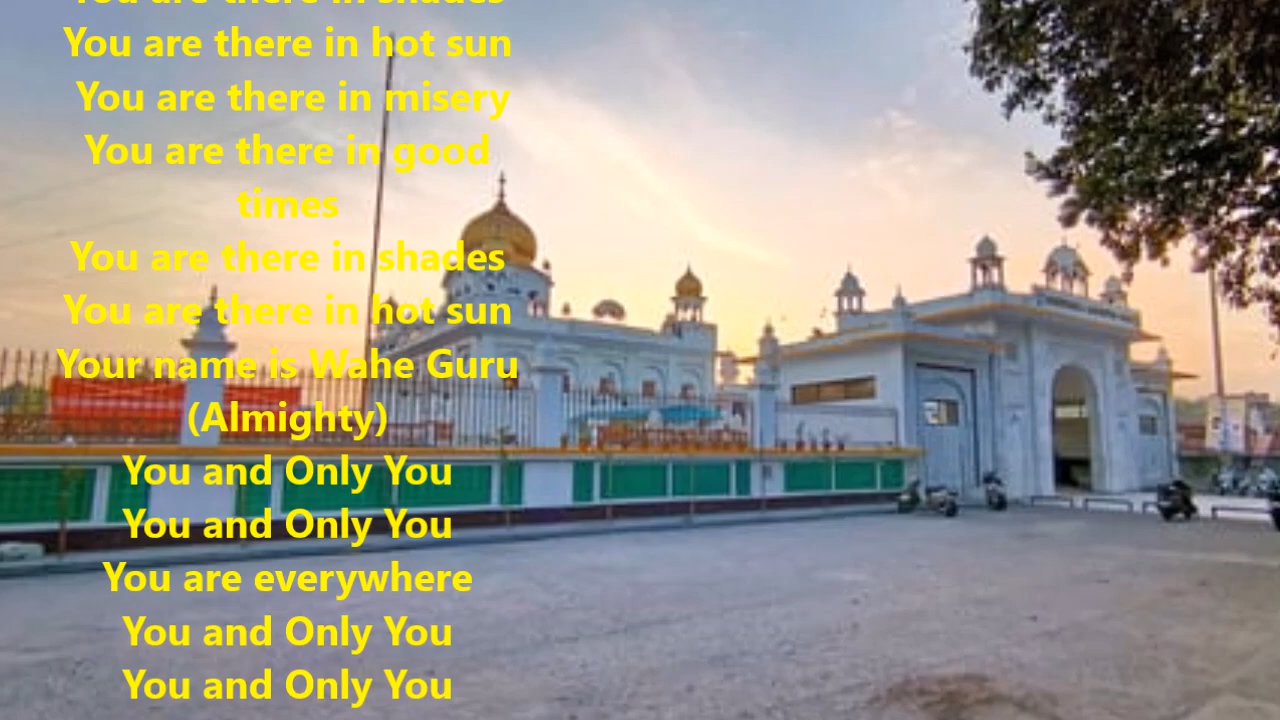 You are there in shades
You are there in hot sun
You are there in misery
You are there in good
times
You are there in shades
You are there in hot sun
Your name is Wahe Guru
(Almighty)
You and Only You
You and Only You
You are everywhere
You and Only You
You and Only You